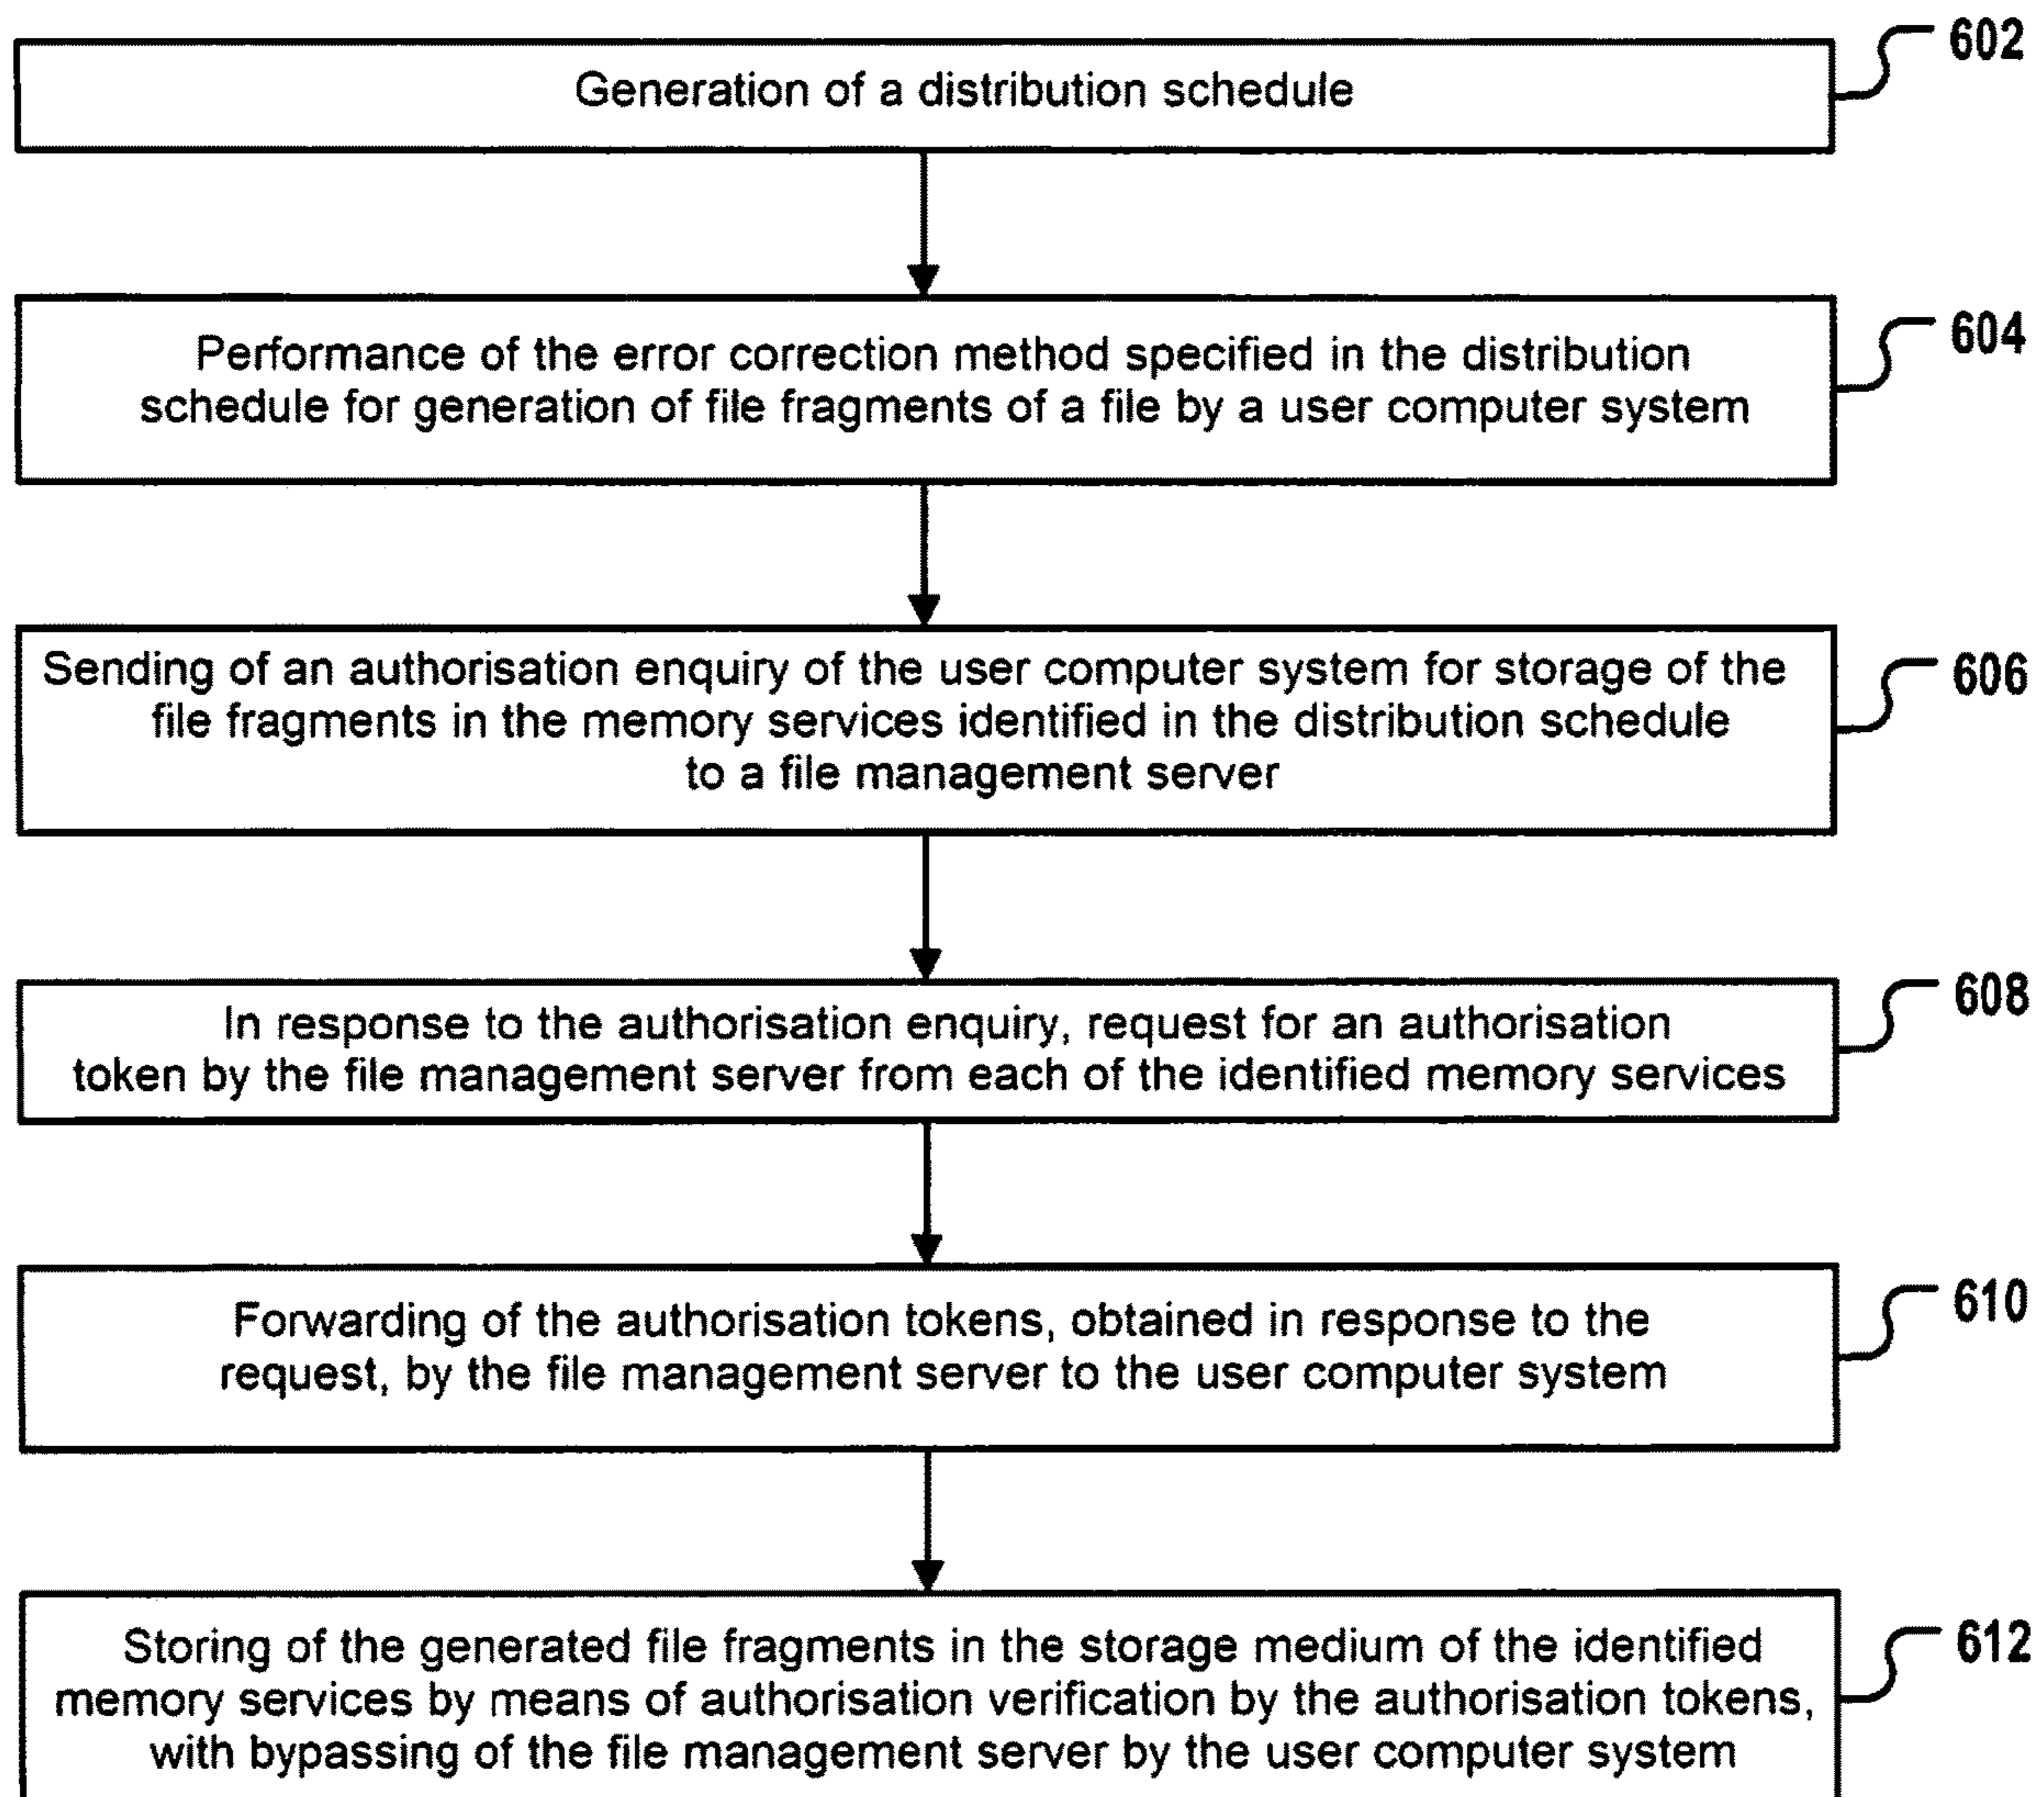 602
Generation of a distribution schedule
604
Performance of the error correction method specified in the distribution
schedule for generation of file fragments of a file by a user computer system
606
Sending of an authorisation enquiry of the user computer system for storage of the
file fragments in the memory services identified in the distribution schedule
to a file management server
608
In response to the authorisation enquiry, request for an authorisation
token by the file management server from each of the identified memory services
610
Forwarding of the authorisation tokens, obtained in response to the
request, by the file management server to the user computer system
612
Storing of the generated file fragments in the storage medium of the identified
memory services by means of authorisation verification by the authorisation tokens,
with bypassing of the file management server by the user computer system